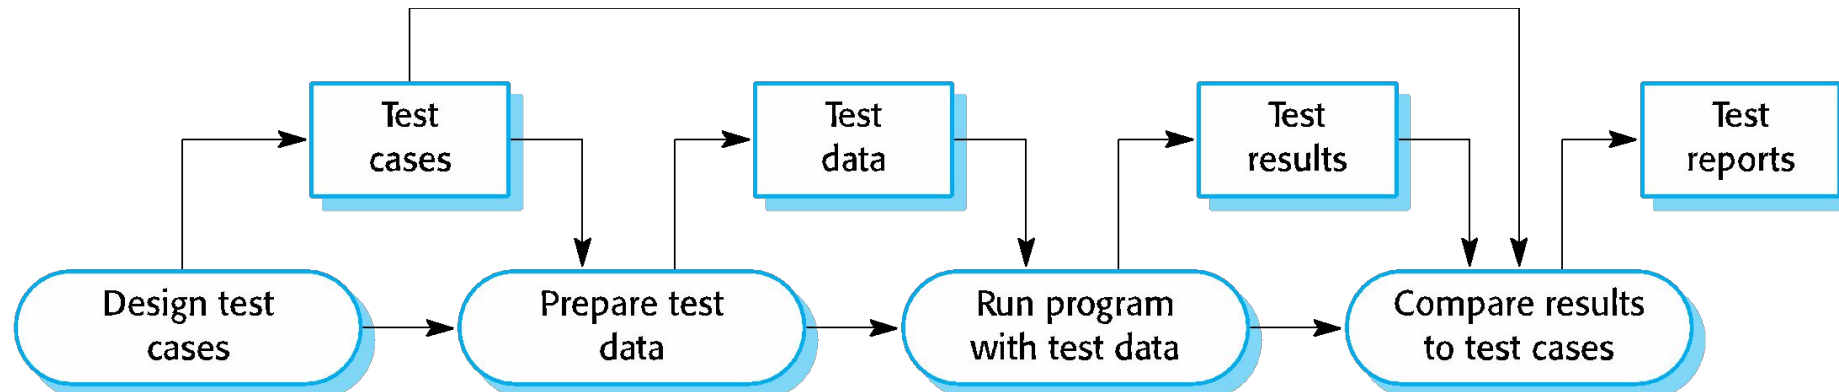 Test
cases
Test
data
Test
results
Test
reports
Design test
cases
Prepare test
data
Run program
with test data
Compare results
to test cases